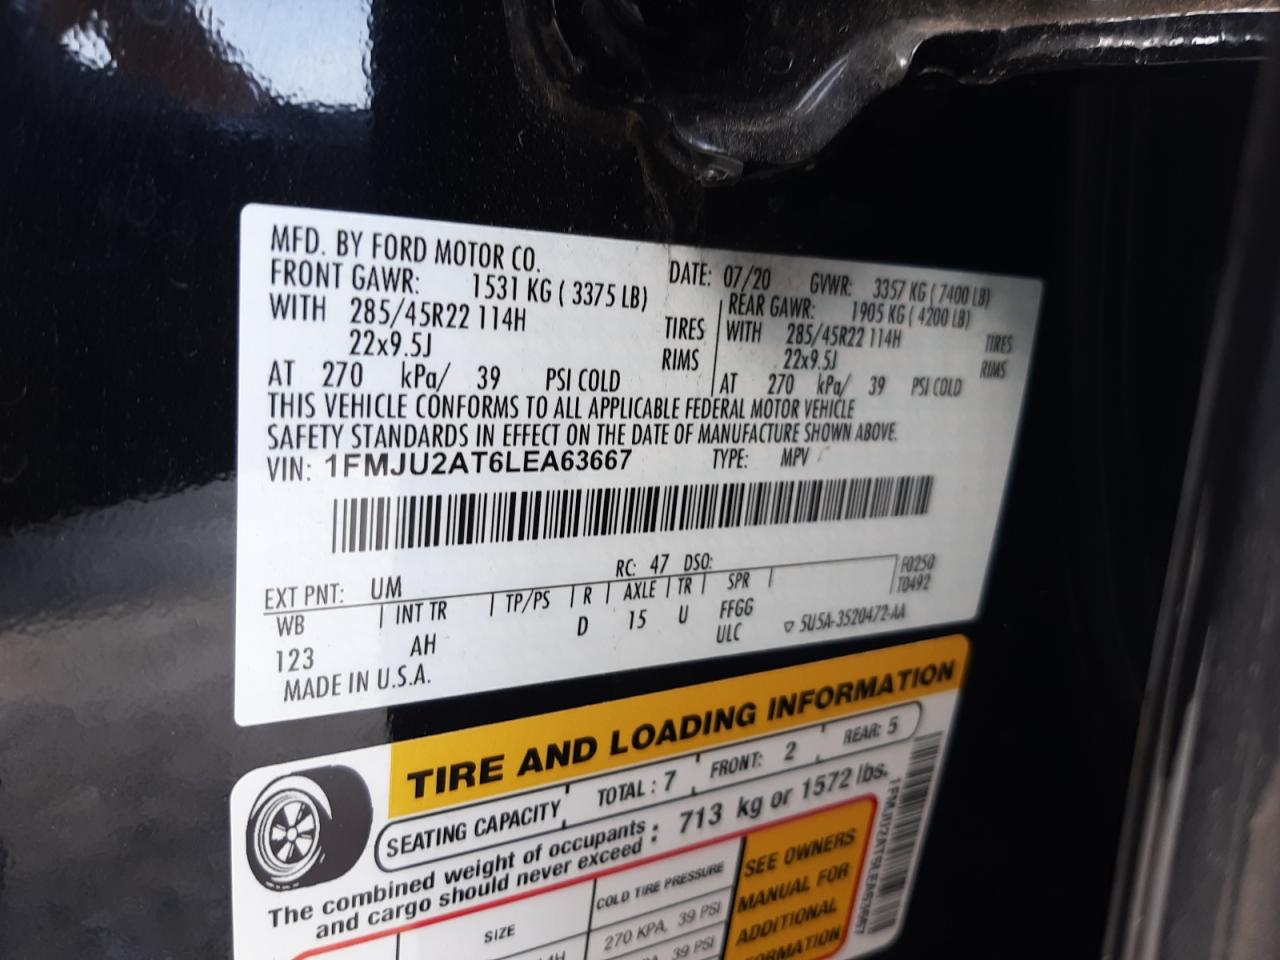 MFD. BY FORD MOTOR CO.
DATE: 07/20 GVWR: 3357 KG ( 7400 LB)
FRONT GAWR: 1531 KG ( 3375 LB)
REAR GAWR: 1905 KG ( 4200 LB)
WITH 285/45R22 114H TIRES
WITH 285/45R22 114H TIRES
22x9.5J RIMS
22x9.5J RIMS
AT 270 kPa/ 39 PSI COLD
AT 270 kPa/ 39 PSI COLD
THIS VEHICLE CONFORMS TO ALL APPLICABLE FEDERAL MOTOR VEHICLE
SAFETY STANDARDS IN EFFECT ON THE DATE OF MANUFACTURE SHOWN ABOVE.
VIN: 1FMJU2AT6LEA63667 TYPE: MPV
EXT PNT: UM RC: 47 DSO:
F0250
T0492
WB INT TR TP/PS R AXLE TR SPR
123 AH D 15 U FFGG
ULC
5U5A-3520472-AA
MADE IN U.S.A.
TIRE AND LOADING INFORMATION
SEATING CAPACITY TOTAL : 7 FRONT: 2 REAR: 5
The combined weight of occupants
and cargo should never exceed : 713 kg or 1572 lbs.
1FMJU2AT6LEA63667
SIZE COLD TIRE PRESSURE
270 KPA, 39 PSI
39 PSI
SEE OWNERS
MANUAL FOR
ADDITIONAL